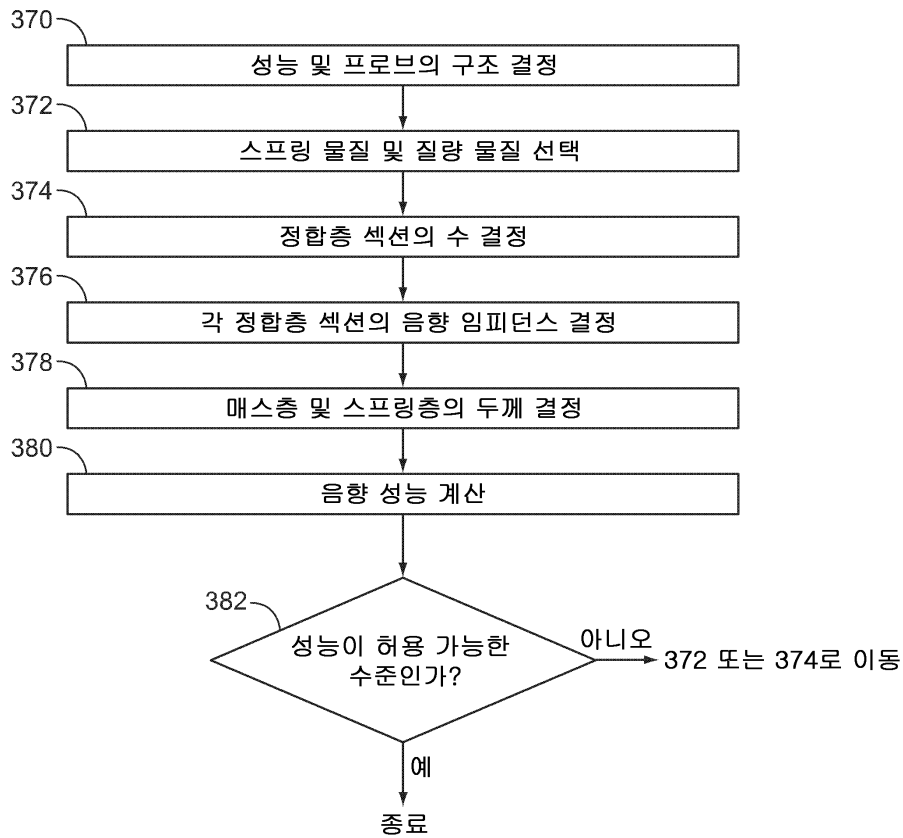 370
성능 및 프로브의 구조 결정
372
스프링 물질 및 질량 물질 선택
374
정합층 섹션의 수 결정
376
각 정합층 섹션의 음향 임피던스 결정
378
매스층 및 스프링층의 두께 결정
380
음향 성능 계산
382
성능이 허용 가능한
수준인가?
아니오
372 또는 374로 이동
예
종료